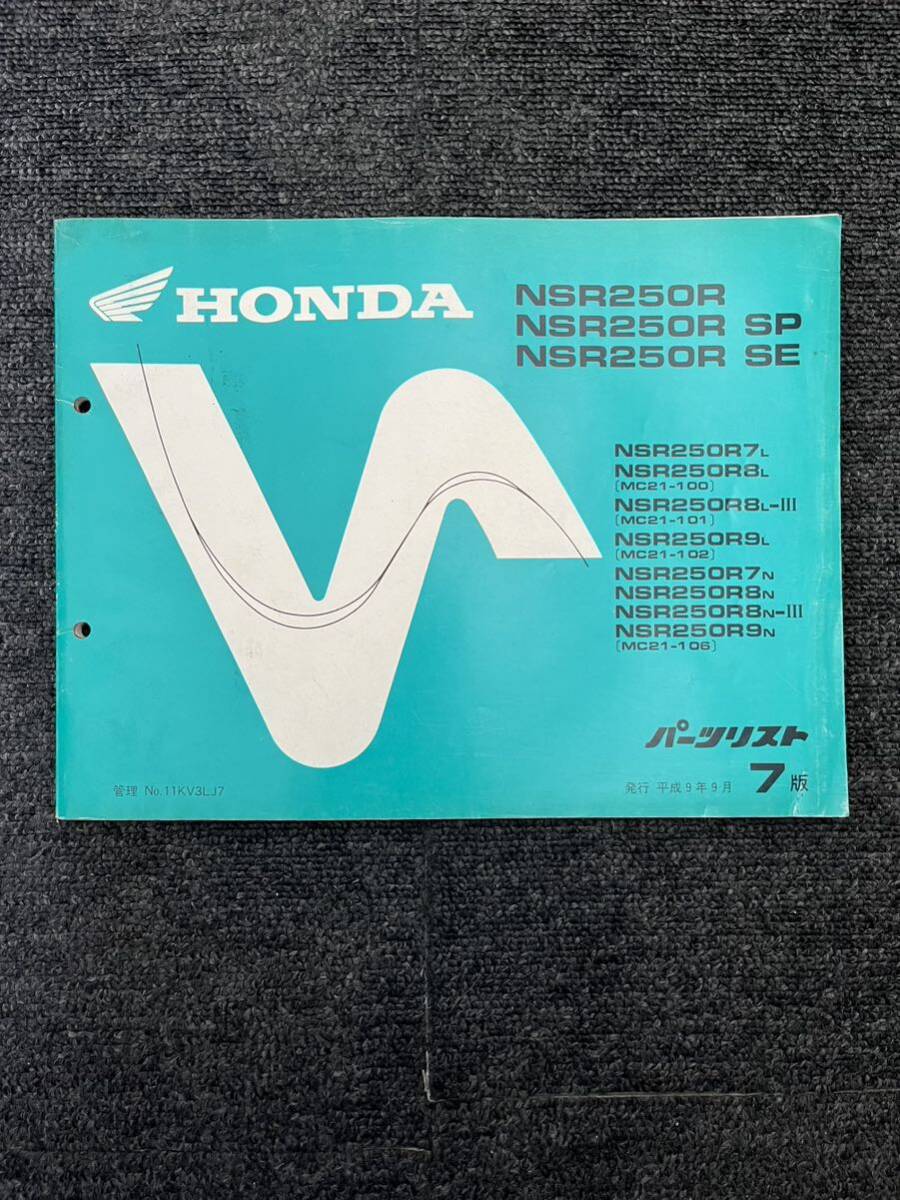 HONDA
NSR250R
NSR250R SP
NSR250R SE
NSR250R7L
NSR250R8L
(MC21-100)
NSR250R8L-III
(MC21-101)
NSR250R9L
(MC21-102)
NSR250R7N
NSR250R8N
NSR250R8N-III
NSR250R9N
(MC21-106)
パーツリスト
管理 No.11KV3LJ7
発行 平成9年9月 7版